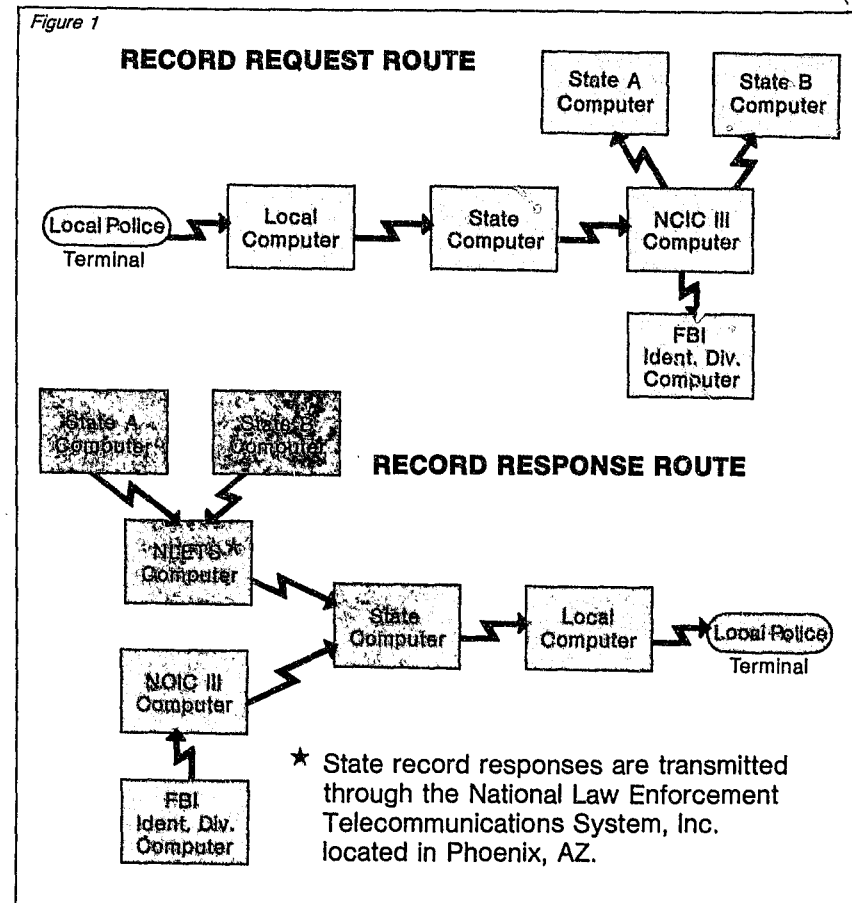 Figure 1
RECORD REQUEST ROUTE
State A
Computer
State B
Computer
Local Police
Terminal
Local
Computer
State
Computer
NCIC III
Computer
FBI
Ident. Div.
Computer
State A
Computer
State B
Computer
RECORD RESPONSE ROUTE
NLETS ★
Computer
State
Computer
Local
Computer
Local Police
Terminal
NCIC III
Computer
FBI
Ident. Div.
Computer
★ State record responses are transmitted
through the National Law Enforcement
Telecommunications System, Inc.
located in Phoenix, AZ.